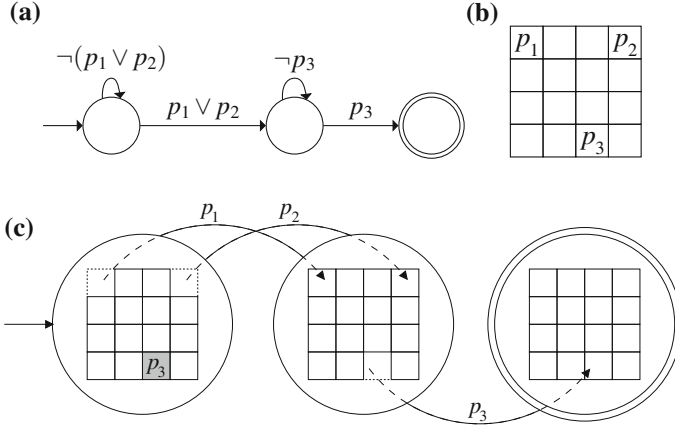 (a)
¬(p₁ ∨ p₂)
¬p₃
p₁ ∨ p₂
p₃
(b)
p₁ p₂
p₃
(c)
p₁
p₂
p₃
p₃